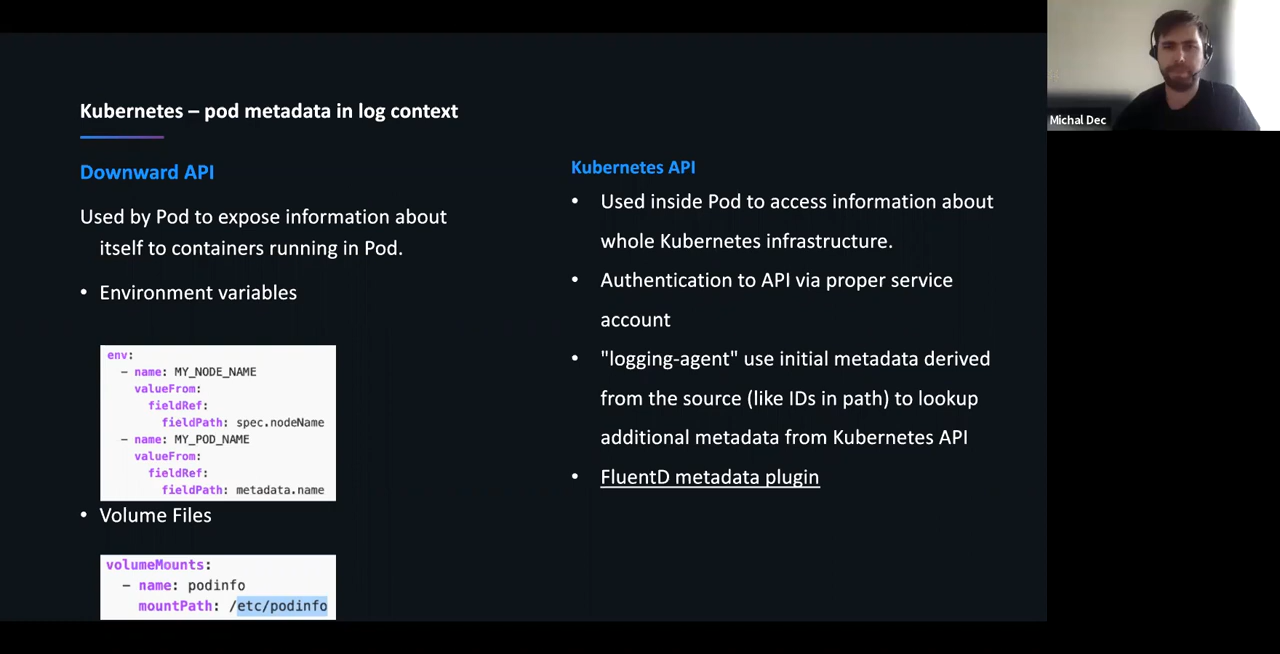 Kubernetes – pod metadata in log context
Downward API
Used by Pod to expose information about
itself to containers running in Pod.
• Environment variables
env:
– name: MY_NODE_NAME
valueFrom:
fieldRef:
fieldPath: spec.nodeName
– name: MY_POD_NAME
valueFrom:
fieldRef:
fieldPath: metadata.name
• Volume Files
volumeMounts:
– name: podinfo
mountPath: /etc/podinfo
Kubernetes API
• Used inside Pod to access information about
whole Kubernetes infrastructure.
• Authentication to API via proper service
account
• "logging-agent" use initial metadata derived
from the source (like IDs in path) to lookup
additional metadata from Kubernetes API
• FluentD metadata plugin
Michal Dec